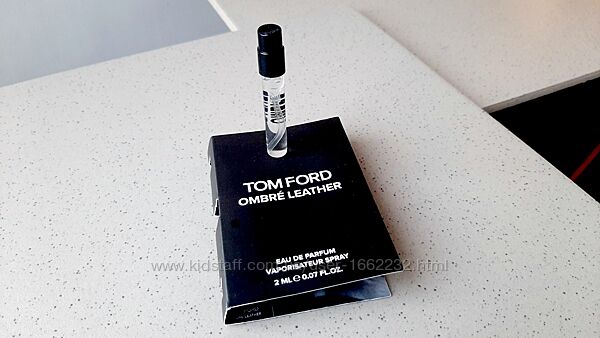 TOM FORD
OMBRÉ LEATHER
EAU DE PARFUM
VAPORISATEUR SPRAY
2 ML ℮ 0.07 FL.OZ.